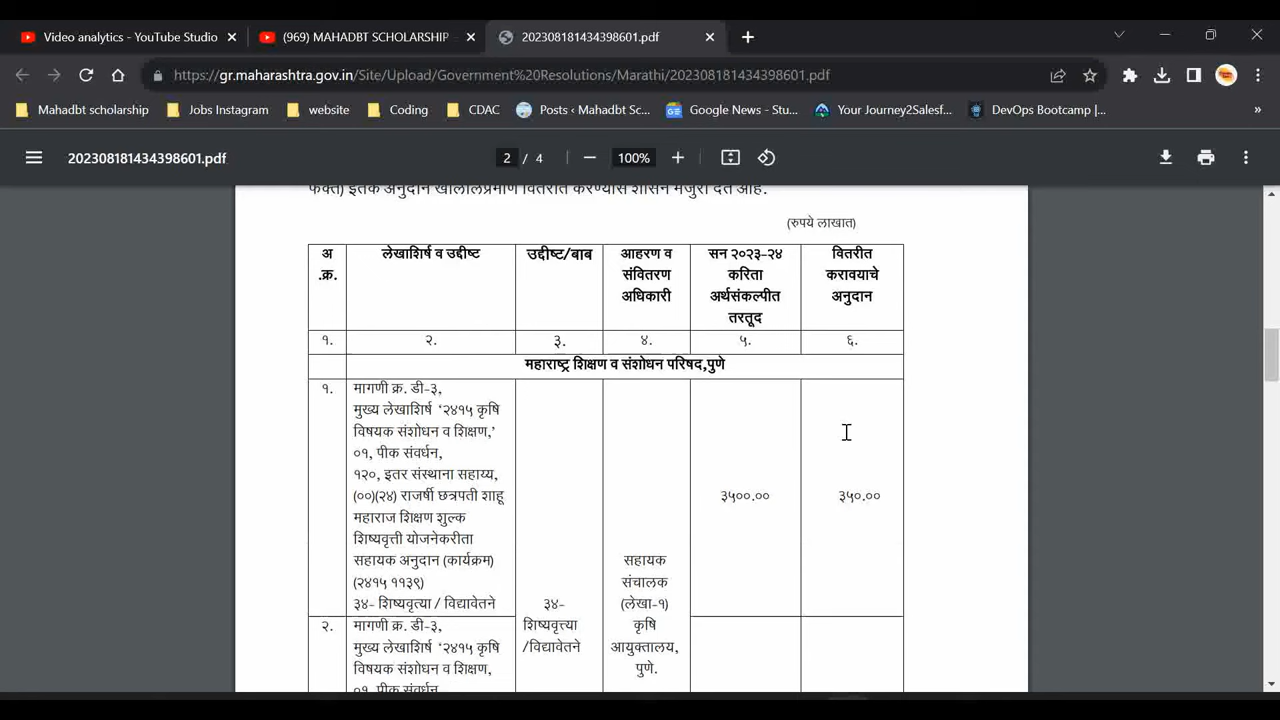 Video analytics - YouTube Studio
(969) MAHADBT SCHOLARSHIP
202308181434398601.pdf
https://gr.maharashtra.gov.in/Site/Upload/Government%20Resolutions/Marathi/202308181434398601.pdf
Mahadbt scholarship
Jobs Instagram
website
Coding
CDAC
Posts ‹ Mahadbt Sc...
Google News - Stu...
Your Journey2Salesf...
DevOps Bootcamp |...
»
202308181434398601.pdf
2 / 4
100%
फक्त) इतके अनुदान खालीलप्रमाणे वितरीत करण्यास शासन मंजुरी देत आहे.
(रुपये लाखात)
अ
.क्र.
लेखाशिर्ष व उद्दीष्ट
उद्दीष्ट/बाब
आहरण व
संवितरण
अधिकारी
सन २०२३-२४
करिता
अर्थसंकल्पीत
तरतूद
वितरीत
करावयाचे
अनुदान
१.
२.
३.
४.
५.
६.
महाराष्ट्र शिक्षण व संशोधन परिषद,पुणे
१.
मागणी क्र. डी-३,
मुख्य लेखाशिर्ष ‘२४१५ कृषि
विषयक संशोधन व शिक्षण,’
०१, पीक संवर्धन,
१२०, इतर संस्थाना सहाय्य,
(००)(२४) राजर्षी छत्रपती शाहू
महाराज शिक्षण शुल्क
शिष्यवृत्ती योजनेकरीता
सहायक अनुदान (कार्यक्रम)
(२४१५ ११३९)
३४- शिष्यवृत्या / विद्यावेतने
३४-
शिष्यवृत्त्या
/विद्यावेतने
सहायक
संचालक
(लेखा-१)
कृषि
आयुक्तालय,
पुणे.
३५००.००
३५०.००
२.
मागणी क्र. डी-३,
मुख्य लेखाशिर्ष ‘२४१५ कृषि
विषयक संशोधन व शिक्षण,
०१, पीक संवर्धन,